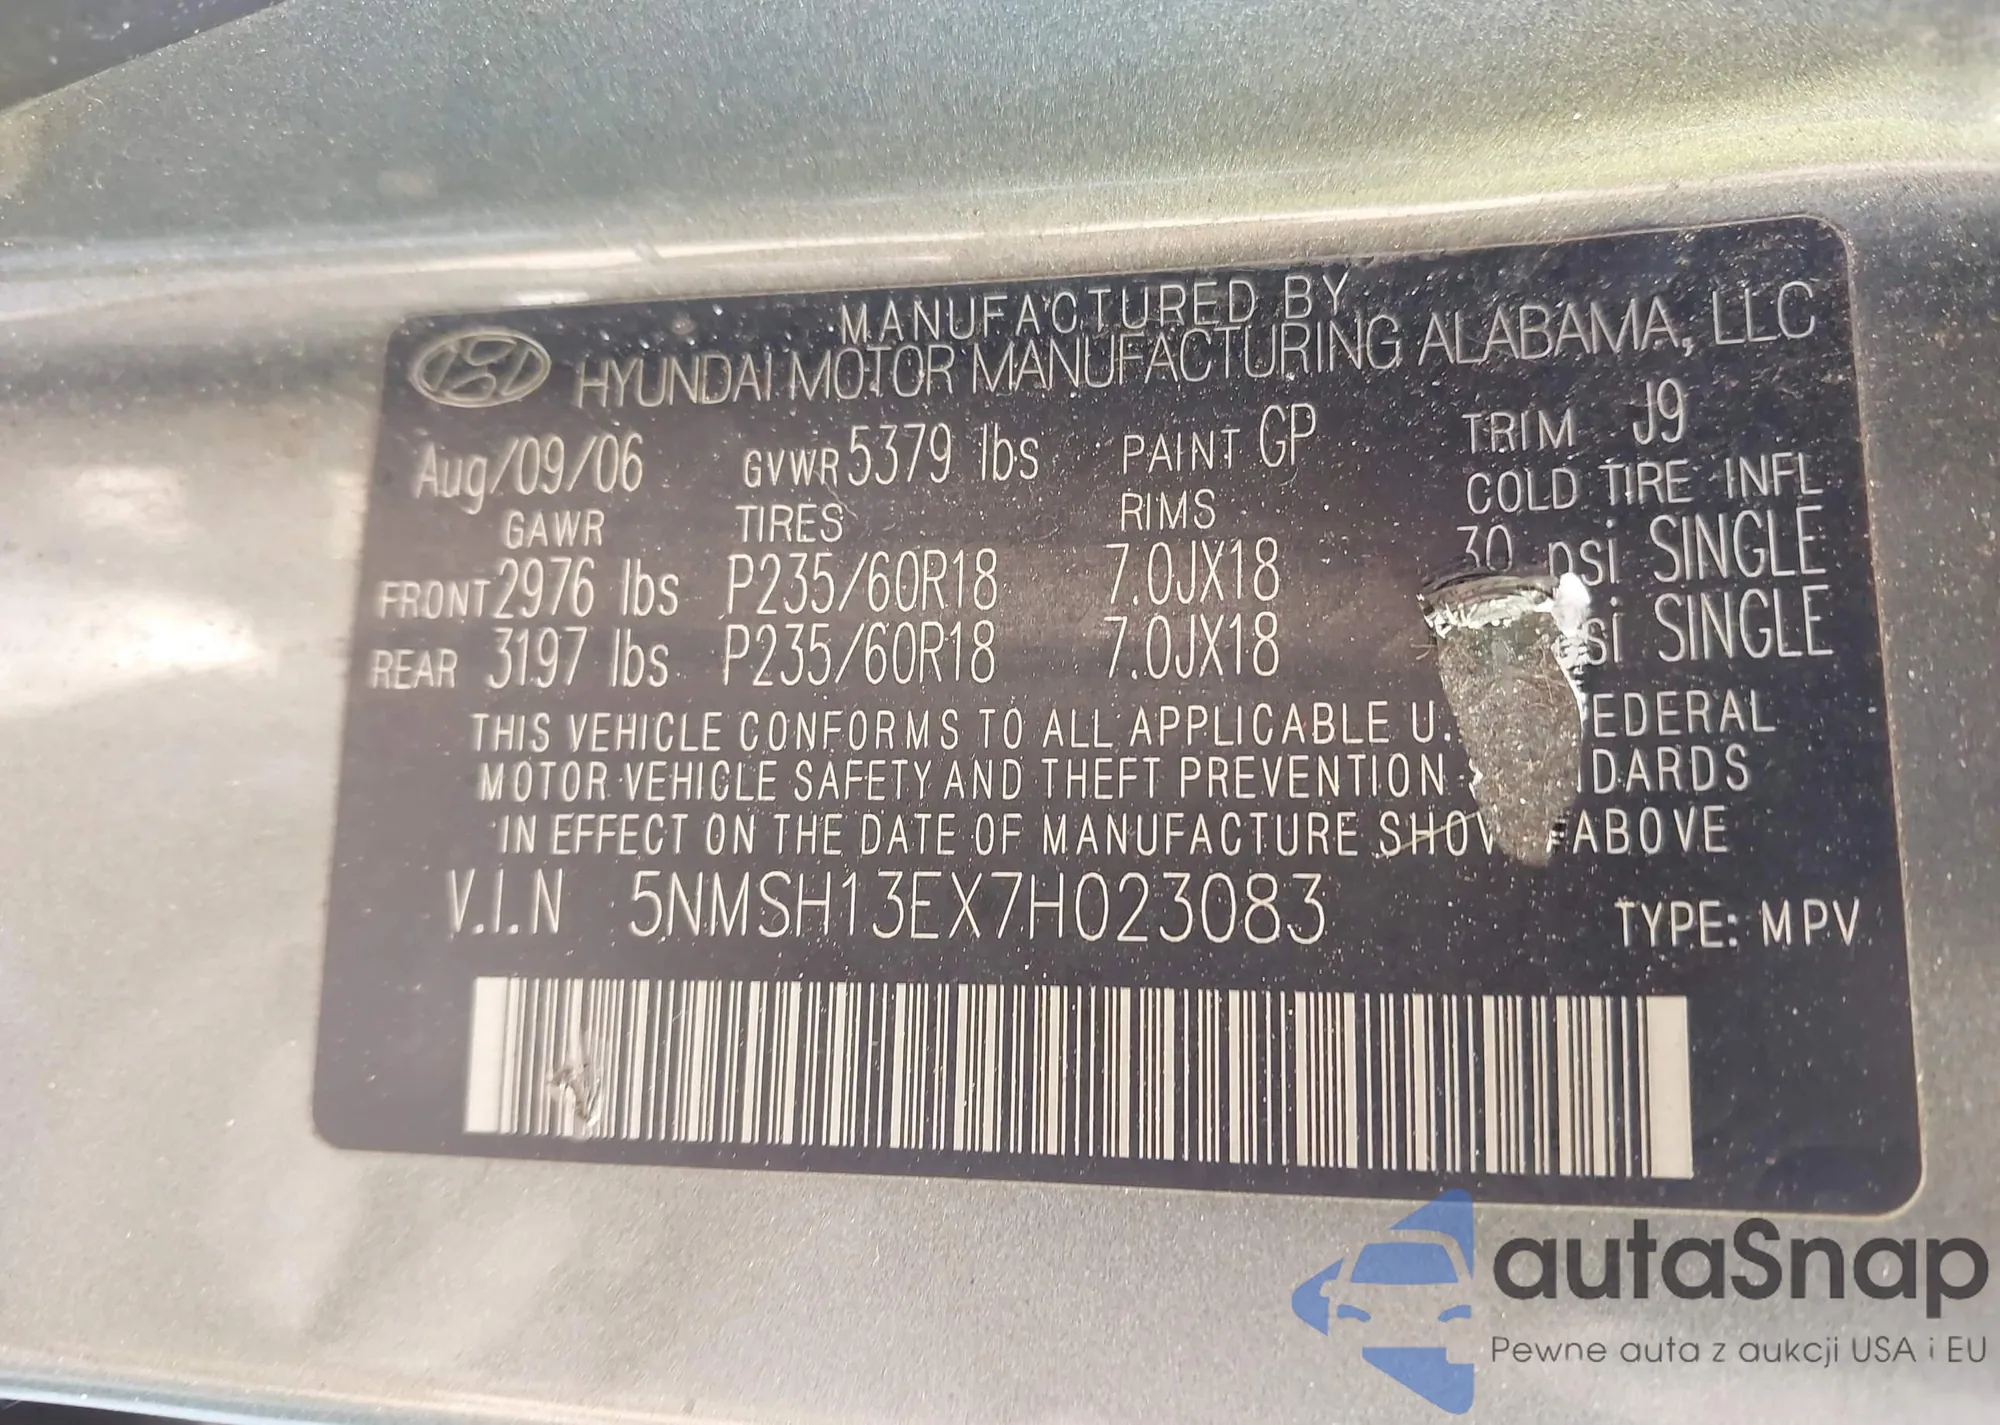 MANUFACTURED BY
HYUNDAI MOTOR MANUFACTURING ALABAMA, LLC
Aug/09/06 GVWR 5379 lbs PAINT GP TRIM J9
GAWR TIRES RIMS COLD TIRE INFL
FRONT 2976 lbs P235/60R18 7.0JX18 30 psi SINGLE
REAR 3197 lbs P235/60R18 7.0JX18 SINGLE
THIS VEHICLE CONFORMS TO ALL APPLICABLE U.
MOTOR VEHICLE SAFETY AND THEFT PREVENTION
IN EFFECT ON THE DATE OF MANUFACTURE ABOVE
V.I.N 5NMSH13EX7H023083 TYPE: MPV
autaSnap
Pewne auta z aukcji USA i EU